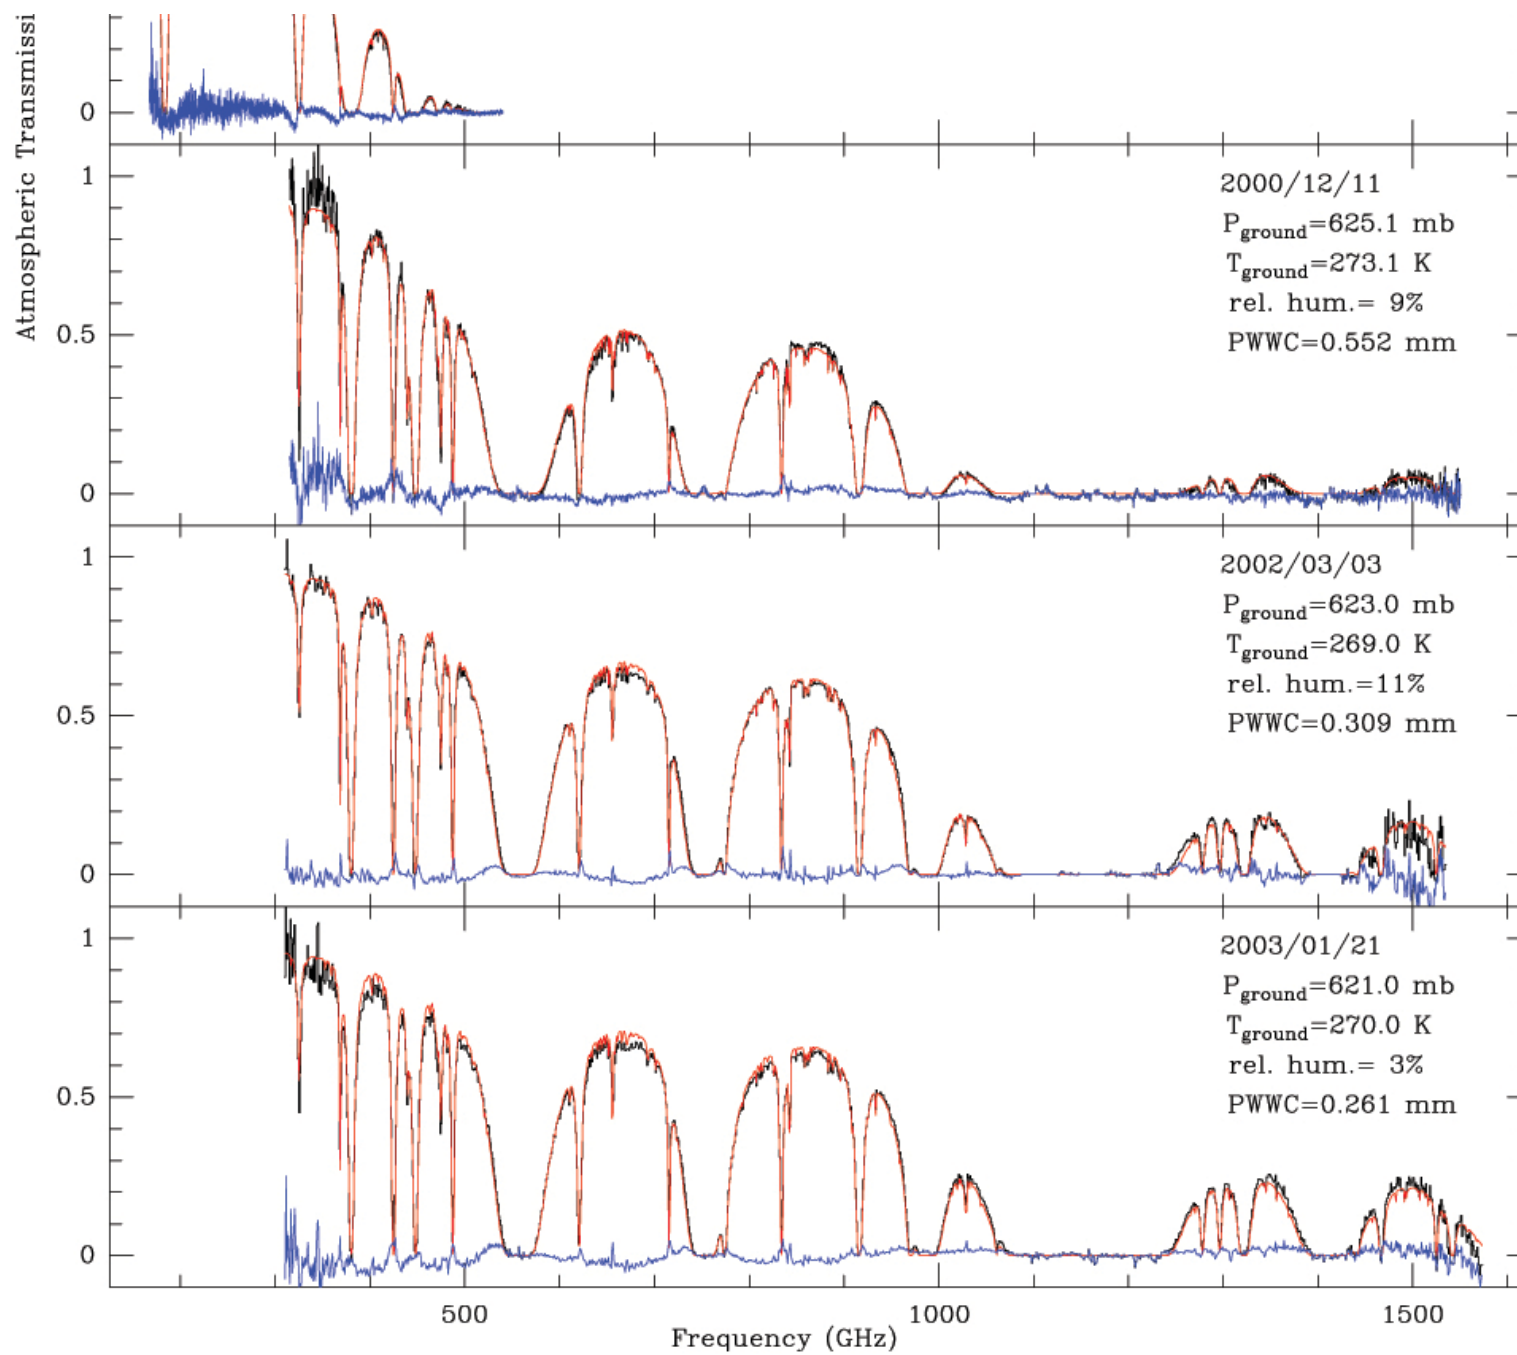 Atmospheric Transmissi
0
1
0.5
0
2000/12/11
Pground=625.1 mb
Tground=273.1 K
rel. hum.= 9%
PWWC=0.552 mm
1
0.5
0
2002/03/03
Pground=623.0 mb
Tground=269.0 K
rel. hum.=11%
PWWC=0.309 mm
1
0.5
0
2003/01/21
Pground=621.0 mb
Tground=270.0 K
rel. hum.= 3%
PWWC=0.261 mm
500 1000 1500
Frequency (GHz)